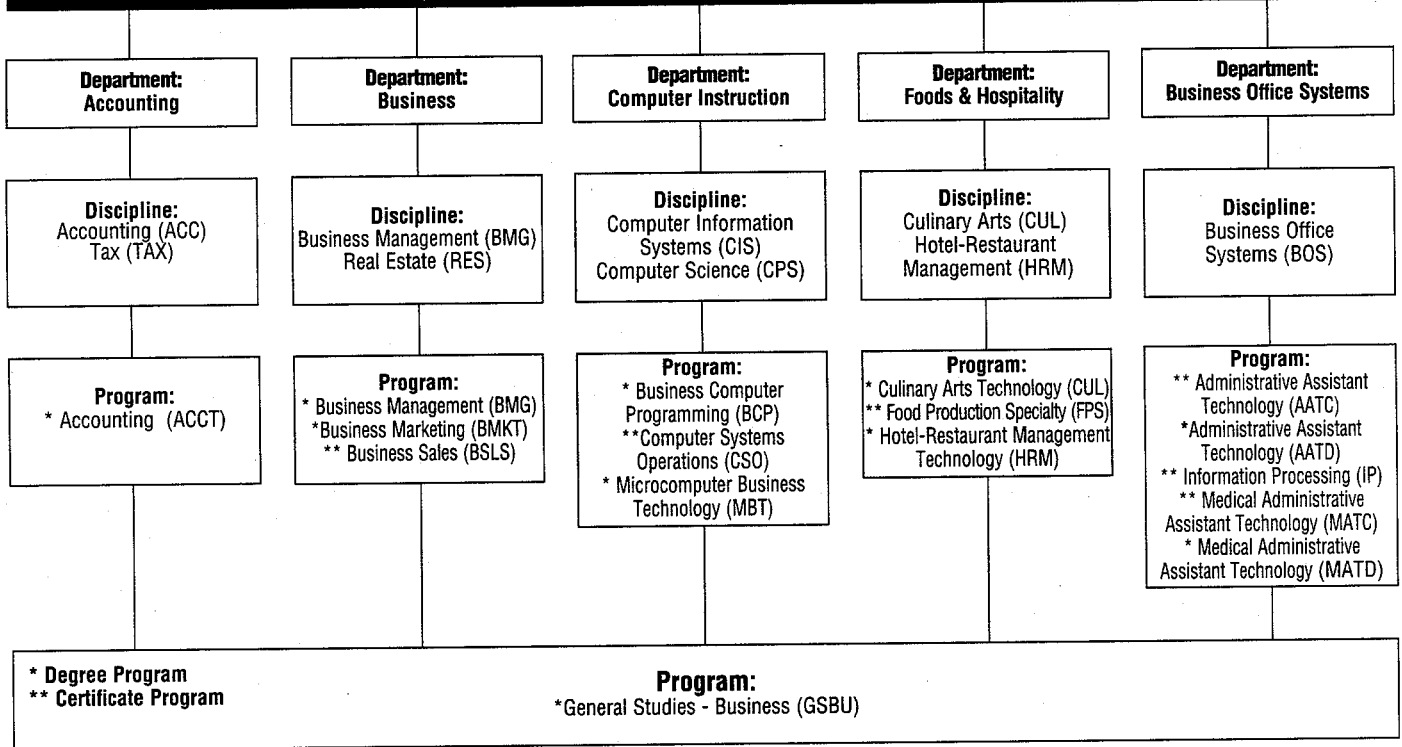 Department:
Accounting
Department:
Business
Department:
Computer Instruction
Department:
Foods & Hospitality
Department:
Business Office Systems
Discipline:
Accounting (ACC)
Tax (TAX)
Discipline:
Business Management (BMG)
Real Estate (RES)
Discipline:
Computer Information
Systems (CIS)
Computer Science (CPS)
Discipline:
Culinary Arts (CUL)
Hotel-Restaurant
Management (HRM)
Discipline:
Business Office
Systems (BOS)
Program:
* Accounting (ACCT)
Program:
* Business Management (BMG)
*Business Marketing (BMKT)
** Business Sales (BSLS)
Program:
* Business Computer
Programming (BCP)
**Computer Systems
Operations (CSO)
* Microcomputer Business
Technology (MBT)
Program:
* Culinary Arts Technology (CUL)
** Food Production Specialty (FPS)
* Hotel-Restaurant Management
Technology (HRM)
Program:
** Administrative Assistant
Technology (AATC)
*Administrative Assistant
Technology (AATD)
** Information Processing (IP)
** Medical Administrative
Assistant Technology (MATC)
* Medical Administrative
Assistant Technology (MATD)
* Degree Program
** Certificate Program
Program:
*General Studies - Business (GSBU)